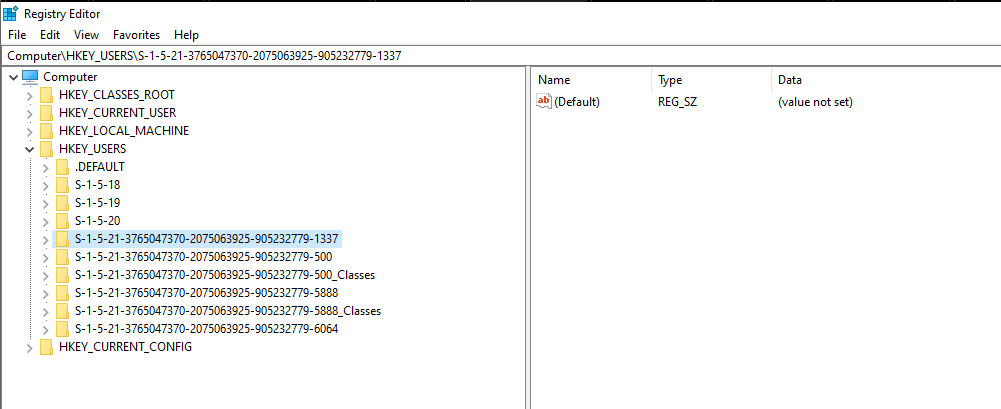 Registry Editor
File Edit View Favorites Help
Computer\HKEY_USERS\S-1-5-21-3765047370-2075063925-905232779-1337
Computer
HKEY_CLASSES_ROOT
HKEY_CURRENT_USER
HKEY_LOCAL_MACHINE
HKEY_USERS
.DEFAULT
S-1-5-18
S-1-5-19
S-1-5-20
S-1-5-21-3765047370-2075063925-905232779-1337
S-1-5-21-3765047370-2075063925-905232779-500
S-1-5-21-3765047370-2075063925-905232779-500_Classes
S-1-5-21-3765047370-2075063925-905232779-5888
S-1-5-21-3765047370-2075063925-905232779-5888_Classes
S-1-5-21-3765047370-2075063925-905232779-6064
HKEY_CURRENT_CONFIG
Name Type Data
ab (Default) REG_SZ (value not set)